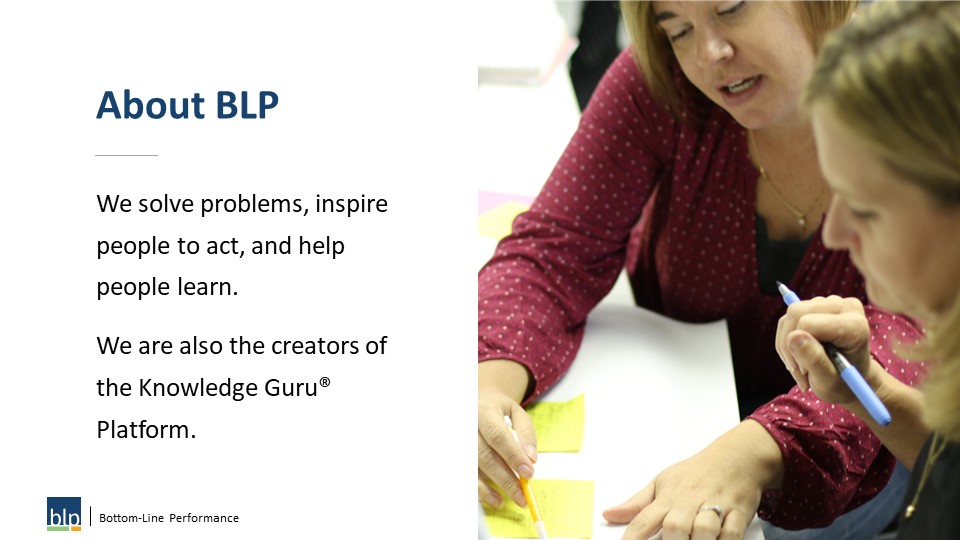 About BLP
We solve problems, inspire
people to act, and help
people learn.
We are also the creators of
the Knowledge Guru®
Platform.
blp
Bottom-Line Performance